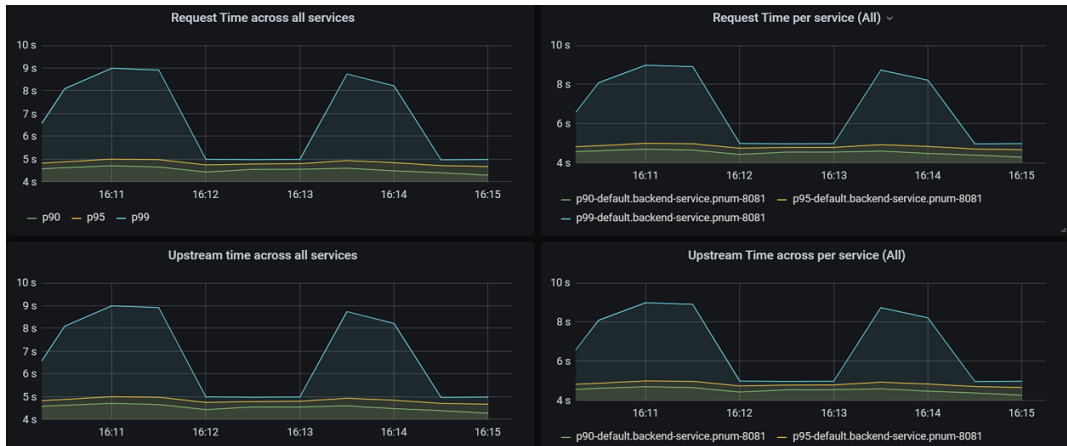 Request Time across all services
10 s
9 s
8 s
7 s
6 s
5 s
4 s
16:11 16:12 16:13 16:14 16:15
p90 p95 p99
Request Time per service (All)
10 s
8 s
6 s
4 s
16:11 16:12 16:13 16:14 16:15
p90-default.backend-service.pnum-8081 p95-default.backend-service.pnum-8081
p99-default.backend-service.pnum-8081
Upstream time across all services
10 s
9 s
8 s
7 s
6 s
5 s
4 s
16:11 16:12 16:13 16:14 16:15
Upstream Time across per service (All)
10 s
8 s
6 s
4 s
16:11 16:12 16:13 16:14 16:15
p90-default.backend-service.pnum-8081 p95-default.backend-service.pnum-8081